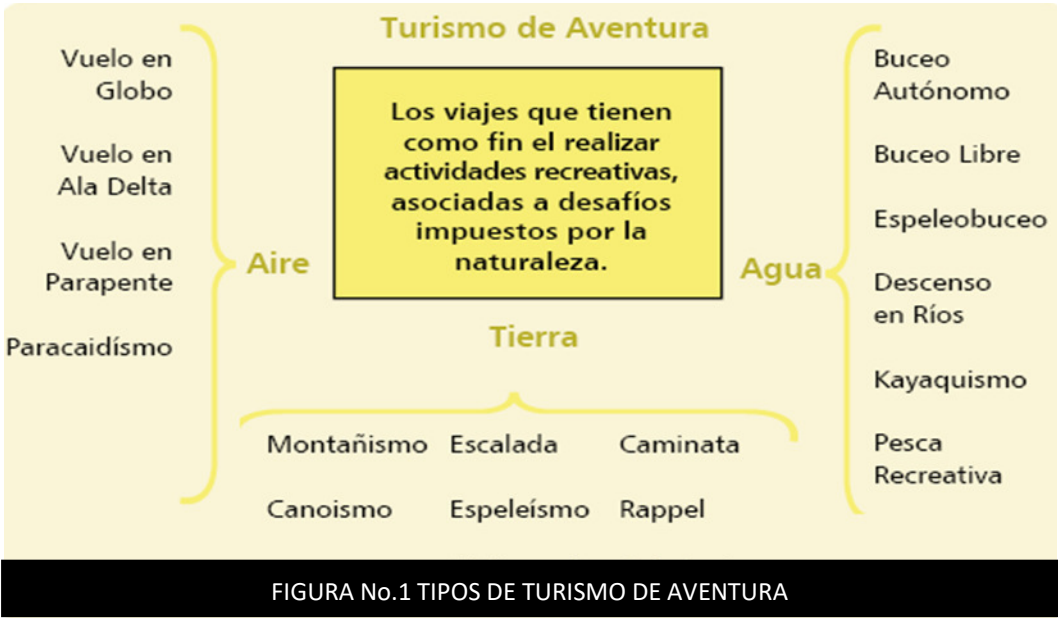 Turismo de Aventura
Los viajes que tienen
como fin el realizar
actividades recreativas,
asociadas a desafíos
impuestos por la
naturaleza.
Aire
Vuelo en
Globo
Vuelo en
Ala Delta
Vuelo en
Parapente
Paracaidísmo
Agua
Buceo
Autónomo
Buceo Libre
Espeleobuceo
Descenso
en Ríos
Kayaquismo
Pesca
Recreativa
Tierra
Montañismo Escalada Caminata
Canoismo Espeleísmo Rappel
FIGURA No.1 TIPOS DE TURISMO DE AVENTURA